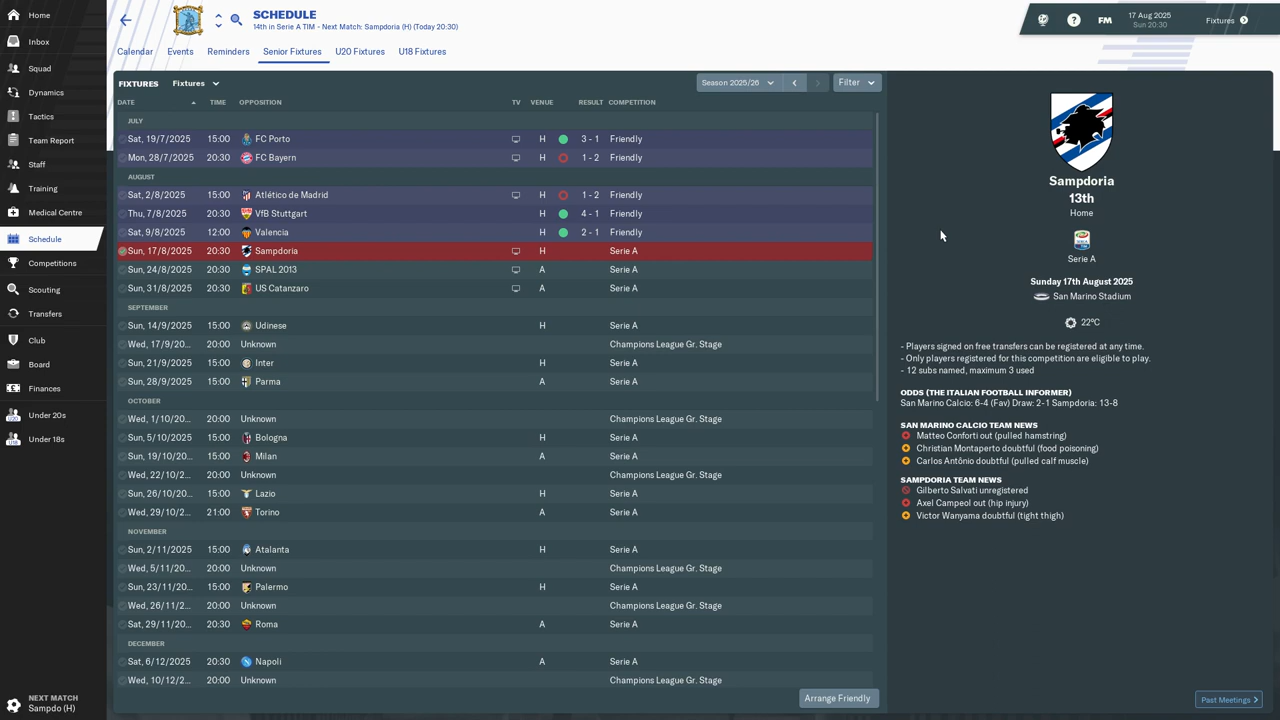 Home
Inbox
Squad
Dynamics
Tactics
Team Report
Staff
Training
Medical Centre
Schedule
Competitions
Scouting
Transfers
Club
Board
Finances
Under 20s
Under 18s
NEXT MATCH
Sampdo (H)
SCHEDULE
14th in Serie A TIM - Next Match: Sampdoria (H) (Today 20:30)
? FM 17 Aug 2025 Sun 20:30 Fixtures
Calendar Events Reminders Senior Fixtures U20 Fixtures U18 Fixtures
FIXTURES Fixtures Season 2025/26 Filter
DATE TIME OPPOSITION TV VENUE RESULT COMPETITION
JULY
Sat, 19/7/2025 15:00 FC Porto H 3 - 1 Friendly
Mon, 28/7/2025 20:30 FC Bayern H 1 - 2 Friendly
AUGUST
Sat, 2/8/2025 15:00 Atlético de Madrid H 1 - 2 Friendly
Thu, 7/8/2025 20:30 VfB Stuttgart H 4 - 1 Friendly
Sat, 9/8/2025 12:00 Valencia H 2 - 1 Friendly
Sun, 17/8/2025 20:30 Sampdoria H Serie A
Sun, 24/8/2025 20:30 SPAL 2013 A Serie A
Sun, 31/8/2025 20:30 US Catanzaro A Serie A
SEPTEMBER
Sun, 14/9/2025 15:00 Udinese H Serie A
Wed, 17/9/20... 20:00 Unknown Champions League Gr. Stage
Sun, 21/9/2025 15:00 Inter H Serie A
Sun, 28/9/2025 15:00 Parma A Serie A
OCTOBER
Wed, 1/10/20... 20:00 Unknown Champions League Gr. Stage
Sun, 5/10/2025 15:00 Bologna H Serie A
Sun, 19/10/20... 15:00 Milan A Serie A
Wed, 22/10/2... 20:00 Unknown Champions League Gr. Stage
Sun, 26/10/20... 15:00 Lazio H Serie A
Wed, 29/10/2... 21:00 Torino A Serie A
NOVEMBER
Sun, 2/11/2025 15:00 Atalanta H Serie A
Wed, 5/11/20... 20:00 Unknown Champions League Gr. Stage
Sun, 23/11/20... 15:00 Palermo H Serie A
Wed, 26/11/2... 20:00 Unknown Champions League Gr. Stage
Sat, 29/11/20... 20:30 Roma A Serie A
DECEMBER
Sat, 6/12/2025 20:30 Napoli A Serie A
Wed, 10/12/2... 20:00 Unknown Champions League Gr. Stage
Arrange Friendly
Sampdoria
13th
Home
Serie A
Sunday 17th August 2025
San Marino Stadium
22ºC
- Players signed on free transfers can be registered at any time.
- Only players registered for this competition are eligible to play.
- 12 subs named, maximum 3 used
ODDS (THE ITALIAN FOOTBALL INFORMER)
San Marino Calcio: 6-4 (Fav) Draw: 2-1 Sampdoria: 13-8
SAN MARINO CALCIO TEAM NEWS
Matteo Conforti out (pulled hamstring)
Christian Montaperto doubtful (food poisoning)
Carlos Antônio doubtful (pulled calf muscle)
SAMPDORIA TEAM NEWS
Gilberto Salvati unregistered
Axel Campeol out (hip injury)
Victor Wanyama doubtful (tight thigh)
Past Meetings